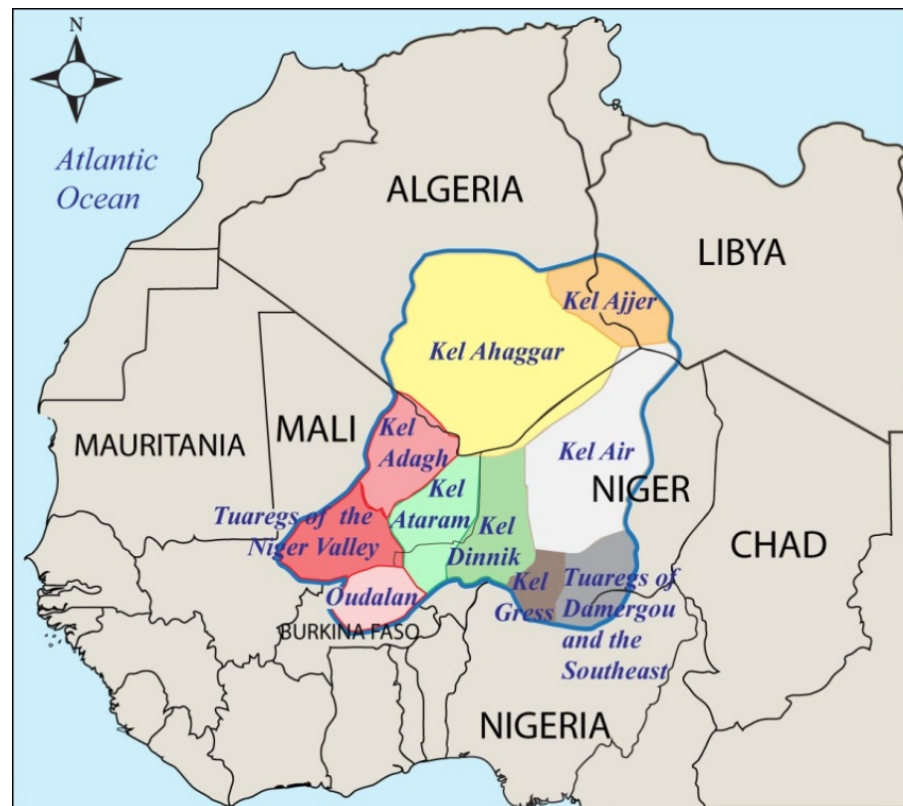 N
Atlantic
Ocean
ALGERIA
LIBYA
Kel Ajjer
Kel Ahaggar
MAURITANIA
MALI
Kel
Adagh
Kel Air
NIGER
Kel
Ataram
Tuaregs of the
Niger Valley
Kel
Dinnik
CHAD
Oudalan
BURKINA FASO
Kel
Gress
Tuaregs of
Damergou
and the
Southeast
NIGERIA